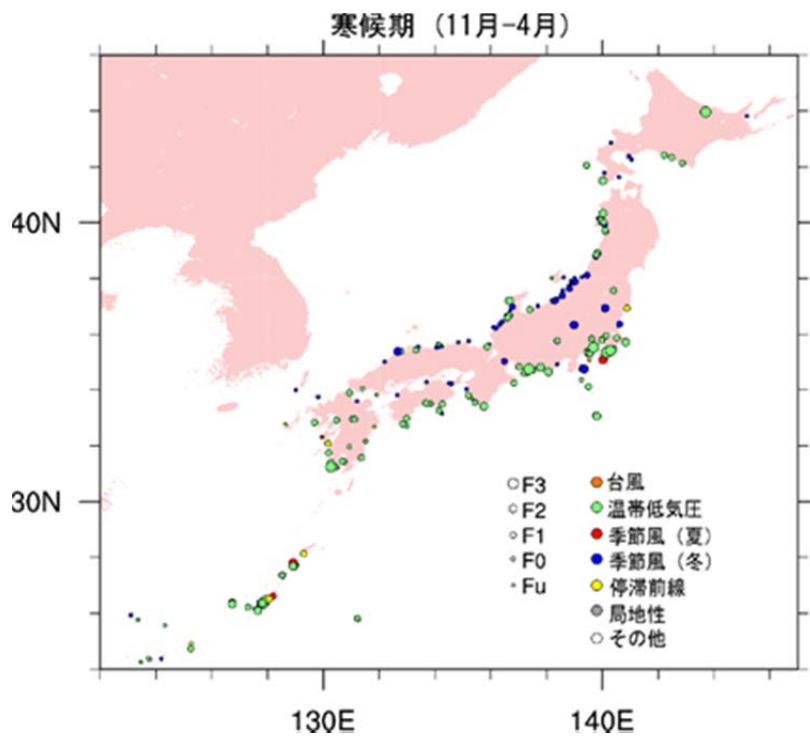 寒候期 (11月-4月)
40N
30N
130E
140E
F3
F2
F1
F0
Fu
台風
温帯低気圧
季節風 (夏)
季節風 (冬)
停滞前線
局地性
その他